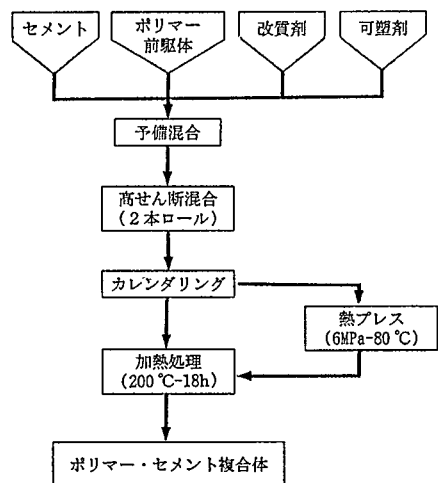 セメント
ポリマー
前駆体
改質剤
可塑剤
予備混合
高せん断混合
(2本ロール)
カレンダリング
熱プレス
(6MPa-80℃)
加熱処理
(200℃-18h)
ポリマー・セメント複合体